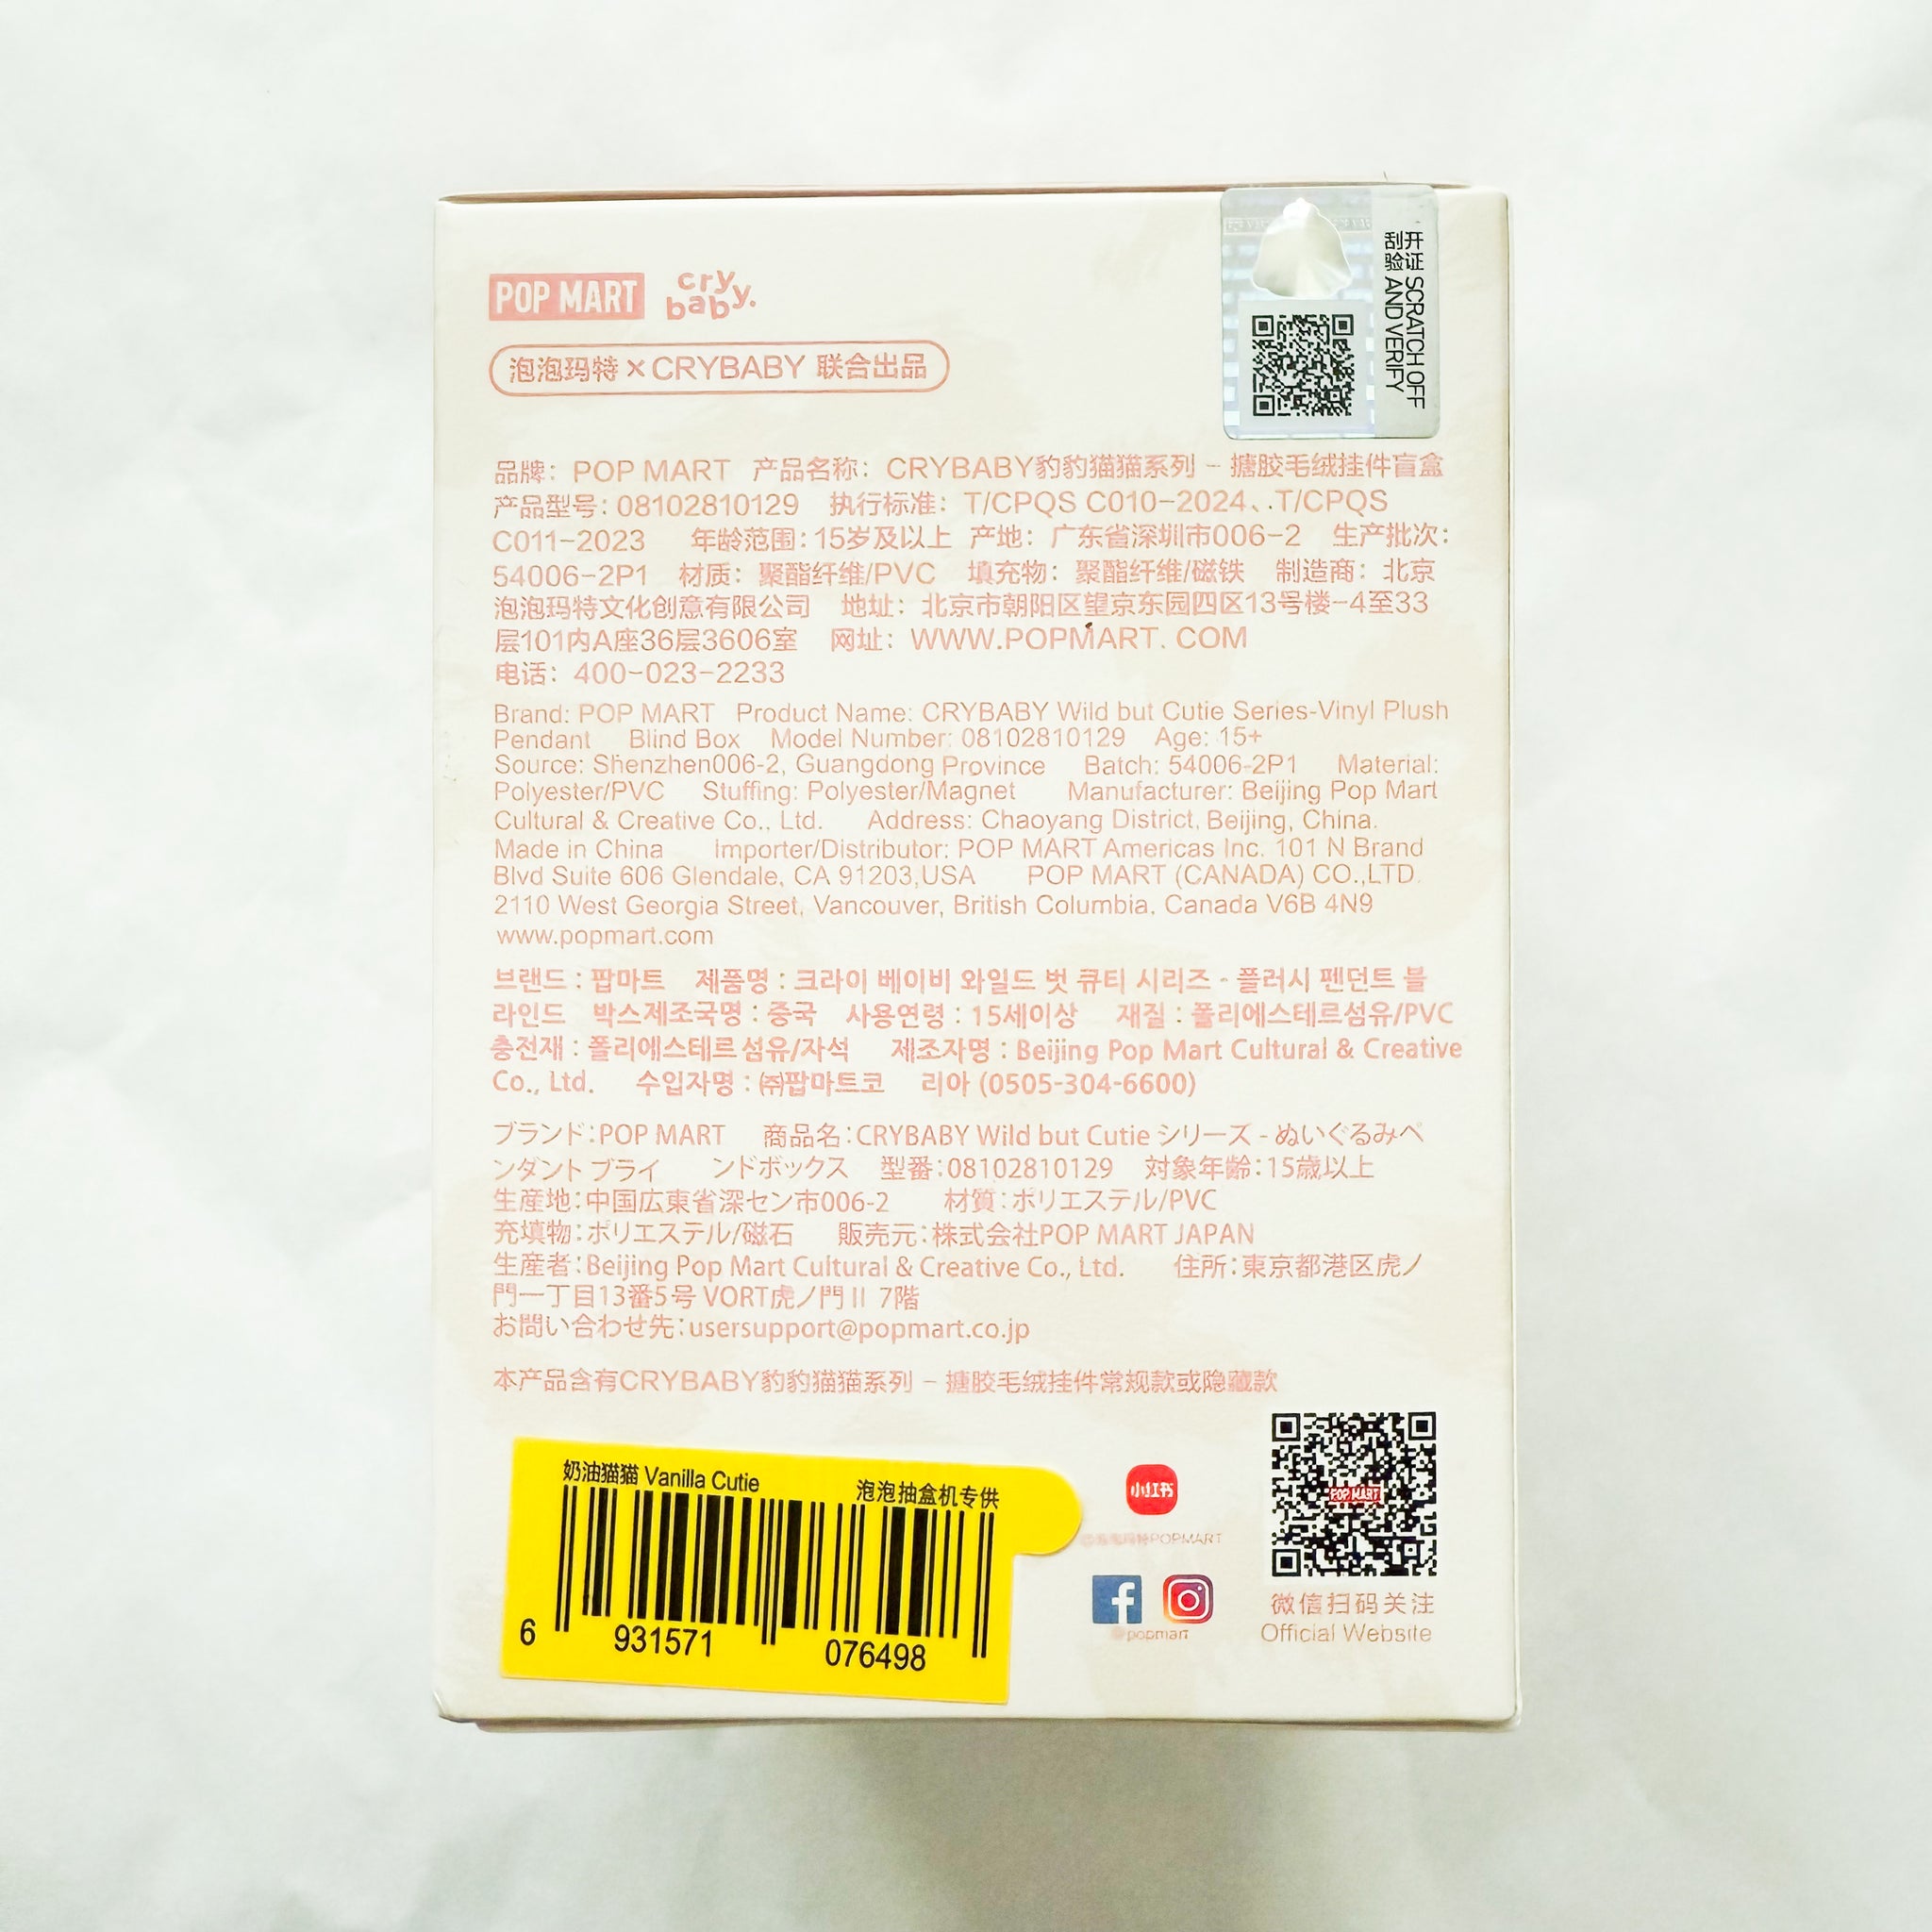 POP MART
cry
baby.
泡泡玛特×CRYBABY 联合出品
开证 SCRATCH OFF
刮验 AND VERIFY
品牌：POP MART 产品名称：CRYBABY豹豹猫猫系列－搪胶毛绒挂件盲盒
产品型号：08102810129 执行标准：T/CPQS C010-2024、.T/CPQS
C011-2023 年龄范围：15岁及以上 产地：广东省深圳市006-2 生产批次：
54006-2P1 材质：聚酯纤维/PVC 填充物：聚酯纤维/磁铁 制造商：北京
泡泡玛特文化创意有限公司 地址：北京市朝阳区望京东园四区13号楼-4至33
层101内A座36层3606室 网址：WWW.POPMART. COM
电话：400-023-2233
Brand: POP MART Product Name: CRYBABY Wild but Cutie Series-Vinyl Plush
Pendant Blind Box Model Number: 08102810129 Age: 15+
Source: Shenzhen006-2, Guangdong Province Batch: 54006-2P1 Material:
Polyester/PVC Stuffing: Polyester/Magnet Manufacturer: Beijing Pop Mart
Cultural & Creative Co., Ltd. Address: Chaoyang District, Beijing, China.
Made in China Importer/Distributor: POP MART Americas Inc. 101 N Brand
Blvd Suite 606 Glendale, CA 91203,USA POP MART (CANADA) CO.,LTD.
2110 West Georgia Street, Vancouver, British Columbia, Canada V6B 4N9
www.popmart.com
브랜드 : 팝마트 제품명 : 크라이 베이비 와일드 벗 큐티 시리즈 - 플러시 펜던트 블
라인드 박스제조국명 : 중국 사용연령 : 15세이상 재질 : 폴리에스테르섬유/PVC
충전재 : 폴리에스테르섬유/자석 제조자명 : Beijing Pop Mart Cultural & Creative
Co., Ltd. 수입자명 : ㈜팝마트코 리아 (0505-304-6600)
ブランド：POP MART 商品名：CRYBABY Wild but Cutie シリーズ - ぬいぐるみペ
ンダント ブライ ンドボックス 型番：08102810129 対象年齢：15歳以上
生産地：中国広東省深セン市006-2 材質：ポリエステル/PVC
充填物：ポリエステル/磁石 販売元：株式会社POP MART JAPAN
生産者：Beijing Pop Mart Cultural & Creative Co., Ltd. 住所：東京都港区虎ノ
門一丁目13番5号 VORT虎ノ門II 7階
お問い合わせ先：usersupport@popmart.co.jp
本产品含有CRYBABY豹豹猫猫系列－搪胶毛绒挂件常规款或隐藏款
奶油猫猫 Vanilla Cutie 泡泡抽盒机专供
6 931571 076498
小红书
@泡泡玛特POPMART
@popmart
POP MART
微信扫码关注
Official Website